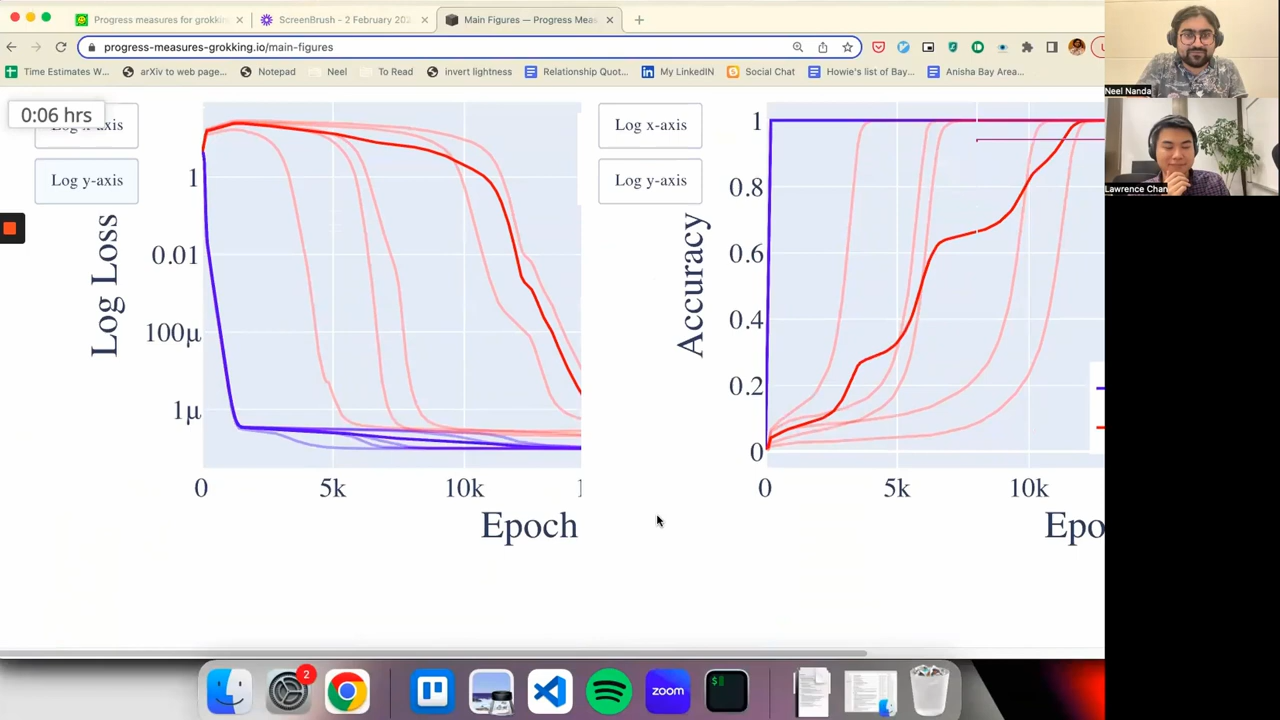 Progress measures for grokkin
ScreenBrush - 2 February 202
Main Figures — Progress Meas
progress-measures-grokking.io/main-figures
Time Estimates W...
arXiv to web page...
Notepad
Neel
To Read
invert lightness
Relationship Quot...
My LinkedIN
Social Chat
Howie's list of Bay...
Anisha Bay Area...
Neel Nanda
Lawrence Chan
0:06 hrs
Log y-axis
Log Loss
1
0.01
100μ
1μ
0
5k
10k
Epoch
Log x-axis
Log y-axis
Accuracy
1
0.8
0.6
0.4
0.2
0
0
5k
10k
Epo
2
zoom
$